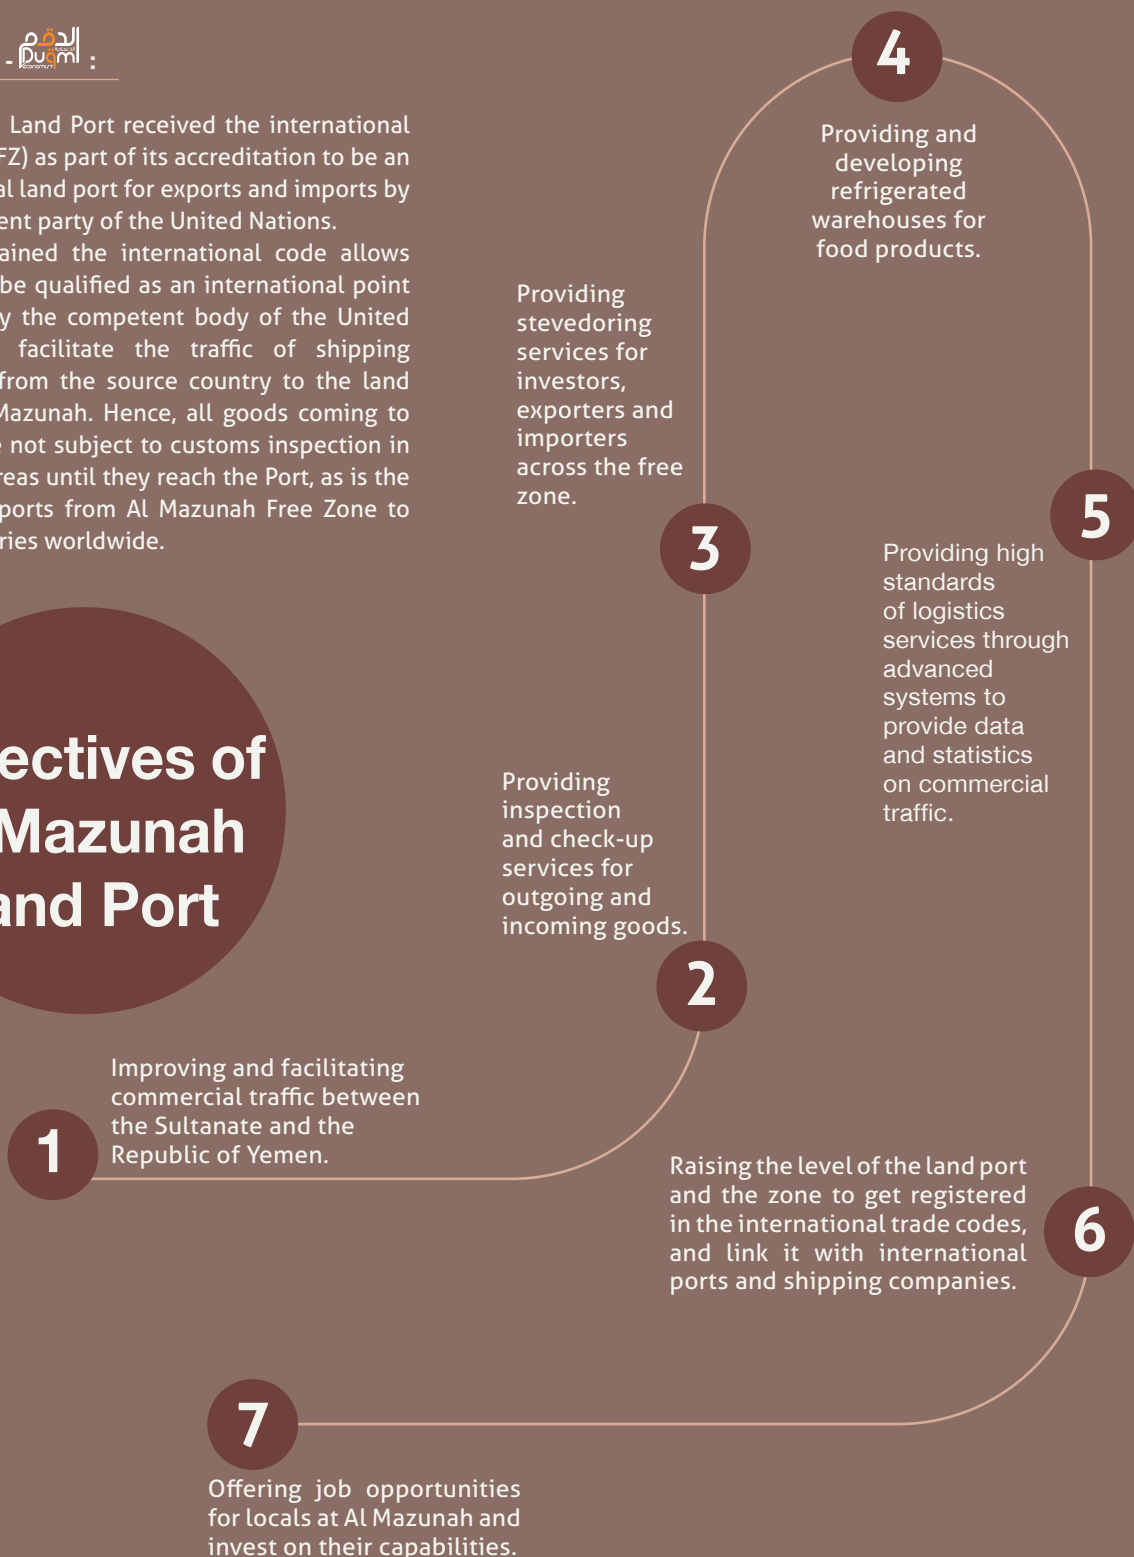 - الدقم
Duqm :
ECONOMIST
Land Port received the international
FZ) as part of its accreditation to be an
al land port for exports and imports by
ent party of the United Nations.
ained the international code allows
be qualified as an international point
y the competent body of the United
facilitate the traffic of shipping
from the source country to the land
Mazunah. Hence, all goods coming to
e not subject to customs inspection in
reas until they reach the Port, as is the
ports from Al Mazunah Free Zone to
ries worldwide.
ectives of
Mazunah
and Port
1
Improving and facilitating
commercial traffic between
the Sultanate and the
Republic of Yemen.
2
Providing
inspection
and check-up
services for
outgoing and
incoming goods.
3
Providing
stevedoring
services for
investors,
exporters and
importers
across the free
zone.
4
Providing and
developing
refrigerated
warehouses for
food products.
5
Providing high
standards
of logistics
services through
advanced
systems to
provide data
and statistics
on commercial
traffic.
6
Raising the level of the land port
and the zone to get registered
in the international trade codes,
and link it with international
ports and shipping companies.
7
Offering job opportunities
for locals at Al Mazunah and
invest on their capabilities.